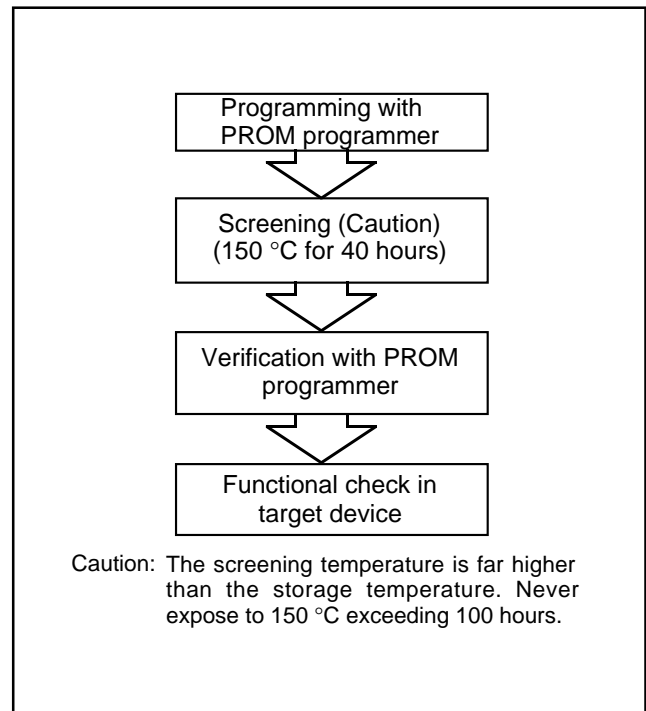 Programming with
PROM programmer
Screening (Caution)
(150 °C for 40 hours)
Verification with PROM
programmer
Functional check in
target device
Caution: The screening temperature is far higher
than the storage temperature. Never
expose to 150 °C exceeding 100 hours.